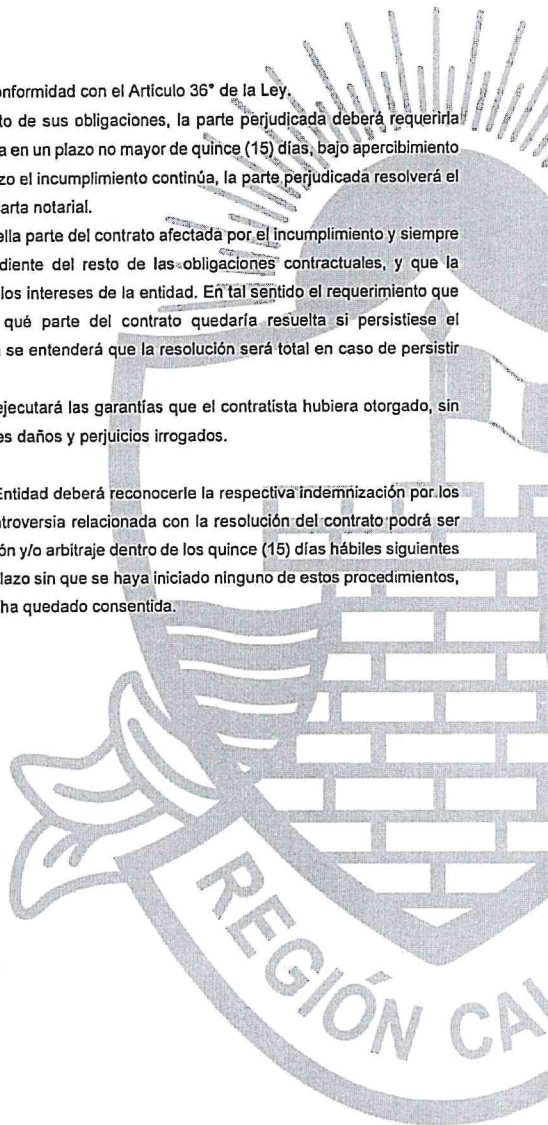 onformidad con el Artículo 36° de la Ley.
to de sus obligaciones, la parte perjudicada deberá requerirla
a en un plazo no mayor de quince (15) días, bajo apercibimiento
zo el incumplimiento continúa, la parte perjudicada resolverá el
arta notarial.
ella parte del contrato afectada por el incumplimiento y siempre
diente del resto de las obligaciones contractuales, y que la
los intereses de la entidad. En tal sentido el requerimiento que
qué parte del contrato quedaría resuelta si persistiese el
se entenderá que la resolución será total en caso de persistir
ejecutará las garantías que el contratista hubiera otorgado, sin
es daños y perjuicios irrogados.
Entidad deberá reconocerle la respectiva indemnización por los
troversia relacionada con la resolución del contrato podrá ser
ón y/o arbitraje dentro de los quince (15) días hábiles siguientes
lazo sin que se haya iniciado ninguno de estos procedimientos,
ha quedado consentida.
REGIÓN CAL